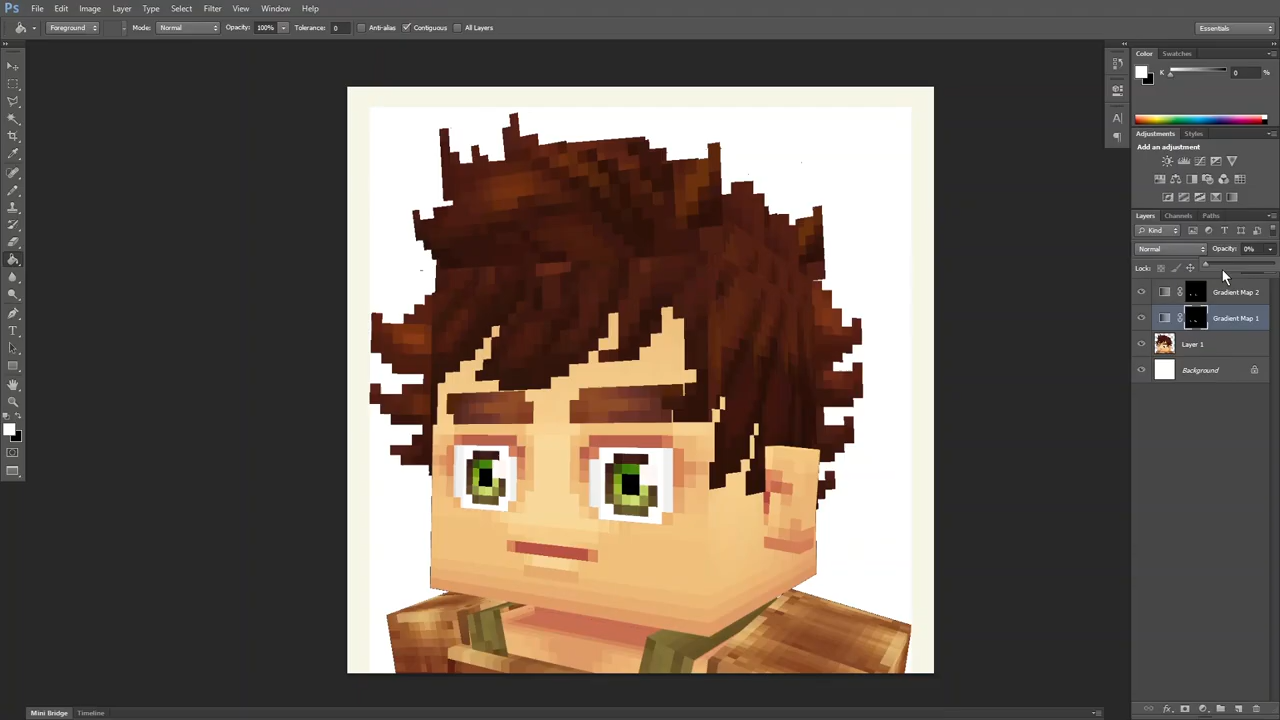 Ps File Edit Image Layer Type Select Filter View Window Help
Foreground Mode: Normal Opacity: 100% Tolerance: 0 Anti-alias Contiguous All Layers Essentials
Color Swatches
K 0 %
A
Adjustments Styles
Add an adjustment
Layers Channels Paths
Kind T
Normal Opacity: 0%
Lock:
Gradient Map 2
Gradient Map 1
Layer 1
Background
T
fx
Mini Bridge Timeline